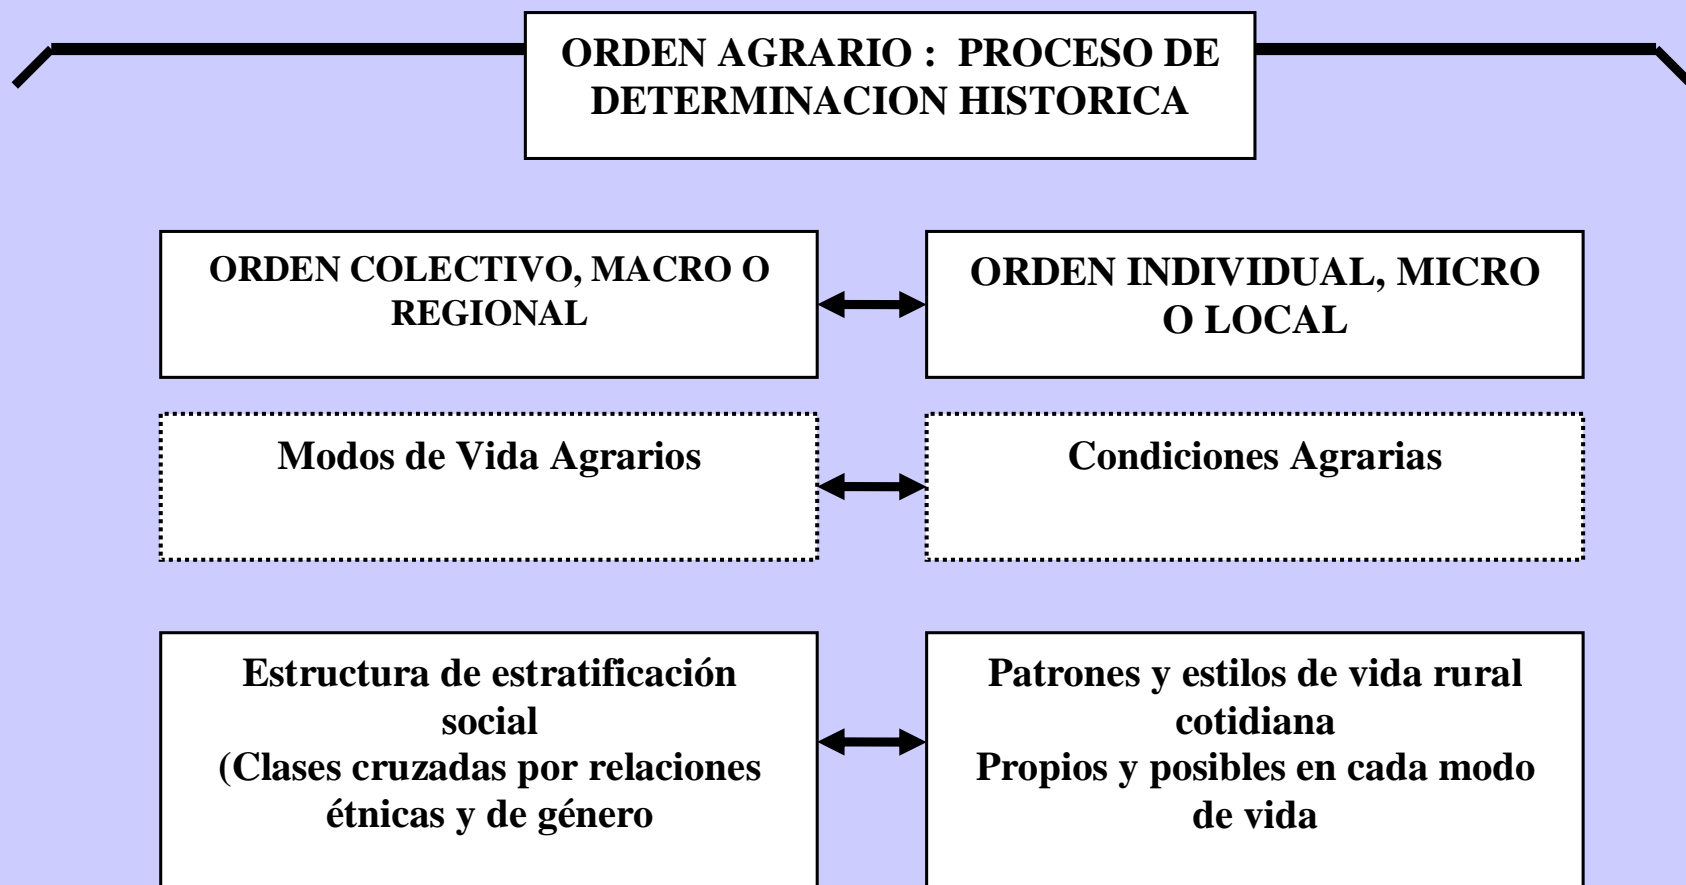 ORDEN AGRARIO : PROCESO DE
DETERMINACION HISTORICA
ORDEN COLECTIVO, MACRO O
REGIONAL
ORDEN INDIVIDUAL, MICRO
O LOCAL
Modos de Vida Agrarios
Condiciones Agrarias
Estructura de estratificación
social
(Clases cruzadas por relaciones
étnicas y de género
Patrones y estilos de vida rural
cotidiana
Propios y posibles en cada modo
de vida